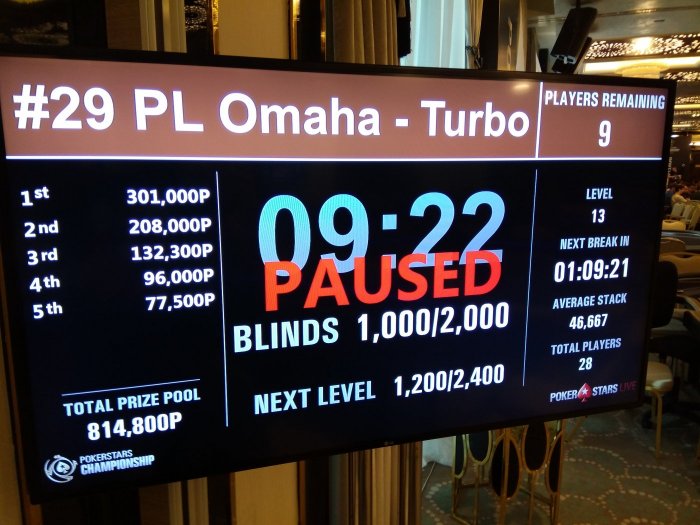 #29 PL Omaha - Turbo
PLAYERS REMAINING
9
1st 301,000P
2nd 208,000P
3rd 132,300P
4th 96,000P
5th 77,500P
TOTAL PRIZE POOL
814,800P
POKERSTARS
CHAMPIONSHIP
09:22
PAUSED
BLINDS 1,000/2,000
NEXT LEVEL 1,200/2,400
LEVEL
13
NEXT BREAK IN
01:09:21
AVERAGE STACK
46,667
TOTAL PLAYERS
28
POKERSTARS LIVE